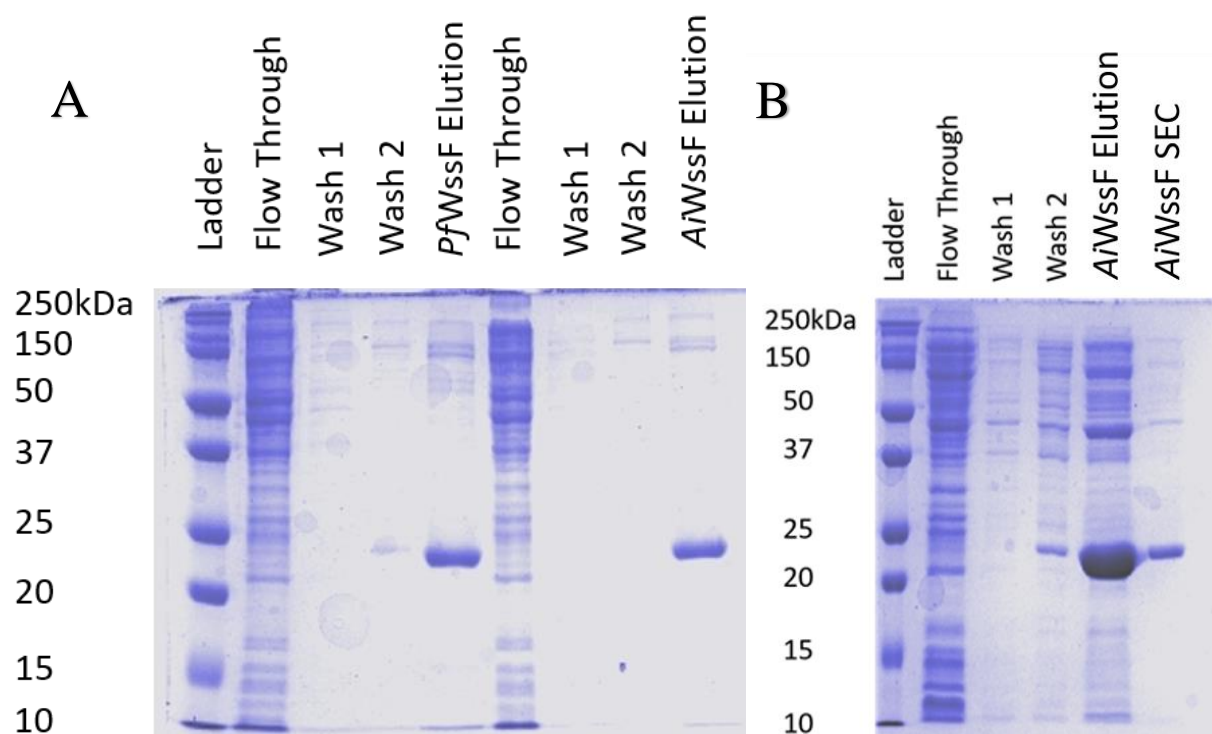 A
Ladder
Flow Through
Wash 1
Wash 2
PfWssF Elution
Flow Through
Wash 1
Wash 2
AiWssF Elution
250kDa
150
50
37
25
20
15
10
B
Ladder
Flow Through
Wash 1
Wash 2
AiWssF Elution
AiWssF SEC
250kDa
150
50
37
25
20
15
10